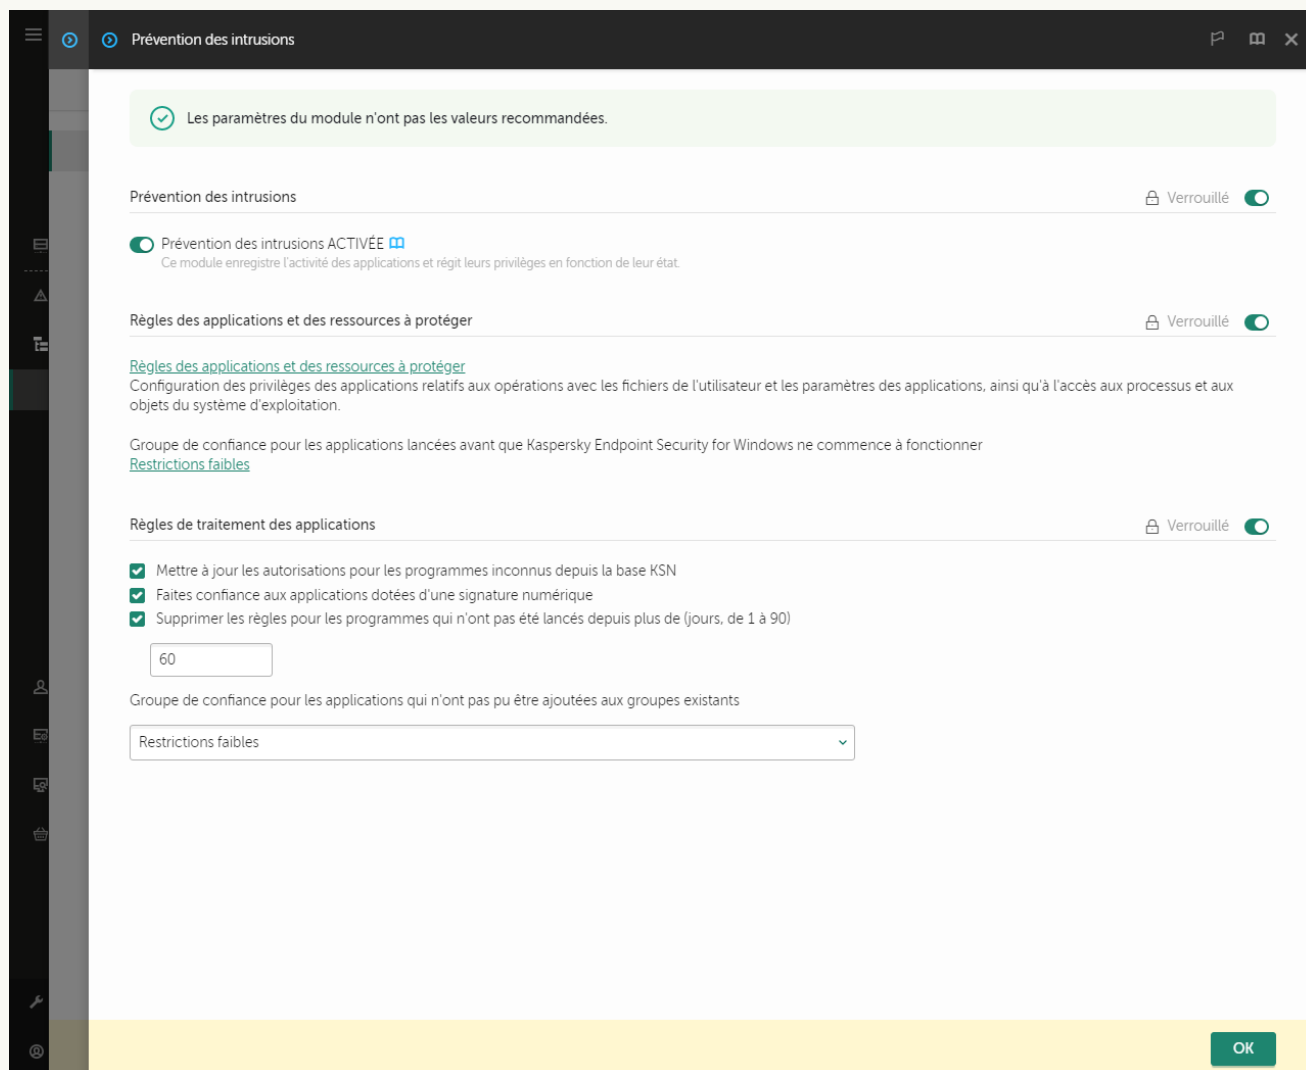 Prévention des intrusions
Les paramètres du module n'ont pas les valeurs recommandées.
Prévention des intrusions
Verrouillé
Prévention des intrusions ACTIVÉE
Ce module enregistre l'activité des applications et régit leurs privilèges en fonction de leur état.
Règles des applications et des ressources à protéger
Verrouillé
Règles des applications et des ressources à protéger
Configuration des privilèges des applications relatifs aux opérations avec les fichiers de l'utilisateur et les paramètres des applications, ainsi qu'à l'accès aux processus et aux
objets du système d'exploitation.
Groupe de confiance pour les applications lancées avant que Kaspersky Endpoint Security for Windows ne commence à fonctionner
Restrictions faibles
Règles de traitement des applications
Verrouillé
Mettre à jour les autorisations pour les programmes inconnus depuis la base KSN
Faites confiance aux applications dotées d'une signature numérique
Supprimer les règles pour les programmes qui n'ont pas été lancés depuis plus de (jours, de 1 à 90)
60
Groupe de confiance pour les applications qui n'ont pas pu être ajoutées aux groupes existants
Restrictions faibles
OK